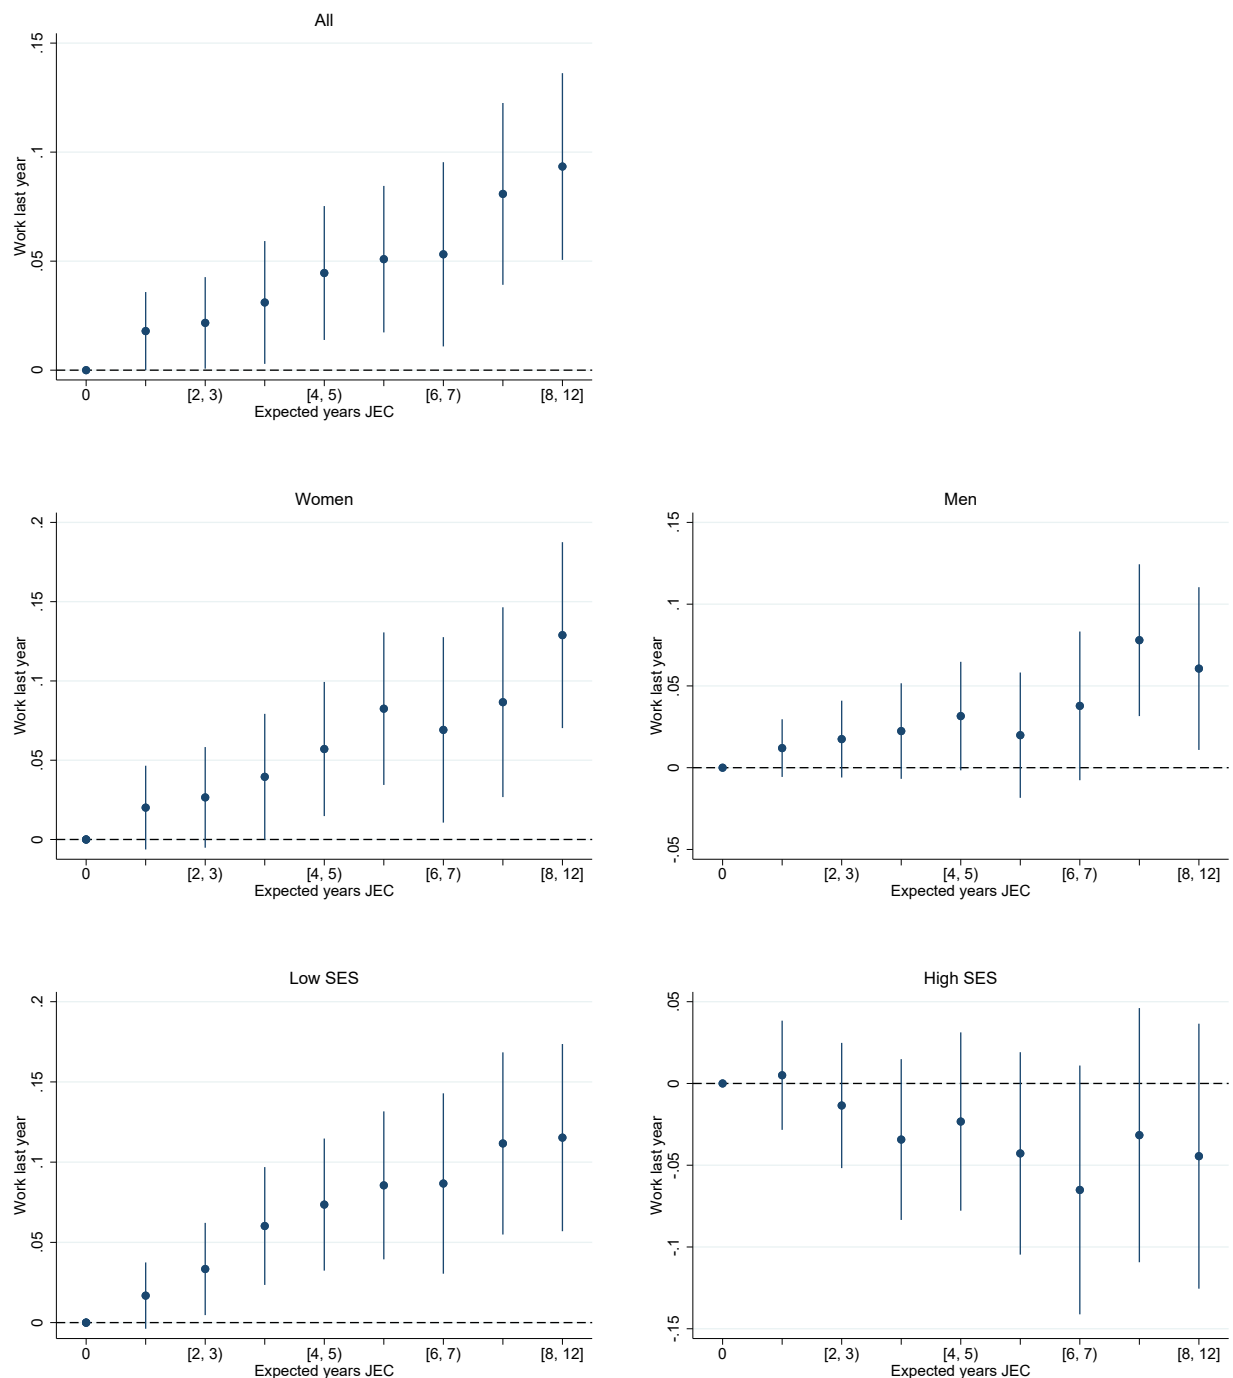 All
.15
.1
.05
0
Work last year
0 [2, 3) [4, 5) [6, 7) [8, 12]
Expected years JEC
Women
.2
.15
.1
.05
0
Work last year
0 [2, 3) [4, 5) [6, 7) [8, 12]
Expected years JEC
Men
.15
.1
.05
0
-.05
Work last year
0 [2, 3) [4, 5) [6, 7) [8, 12]
Expected years JEC
Low SES
.2
.15
.1
.05
0
Work last year
0 [2, 3) [4, 5) [6, 7) [8, 12]
Expected years JEC
High SES
.05
0
-.05
-.1
-.15
Work last year
0 [2, 3) [4, 5) [6, 7) [8, 12]
Expected years JEC